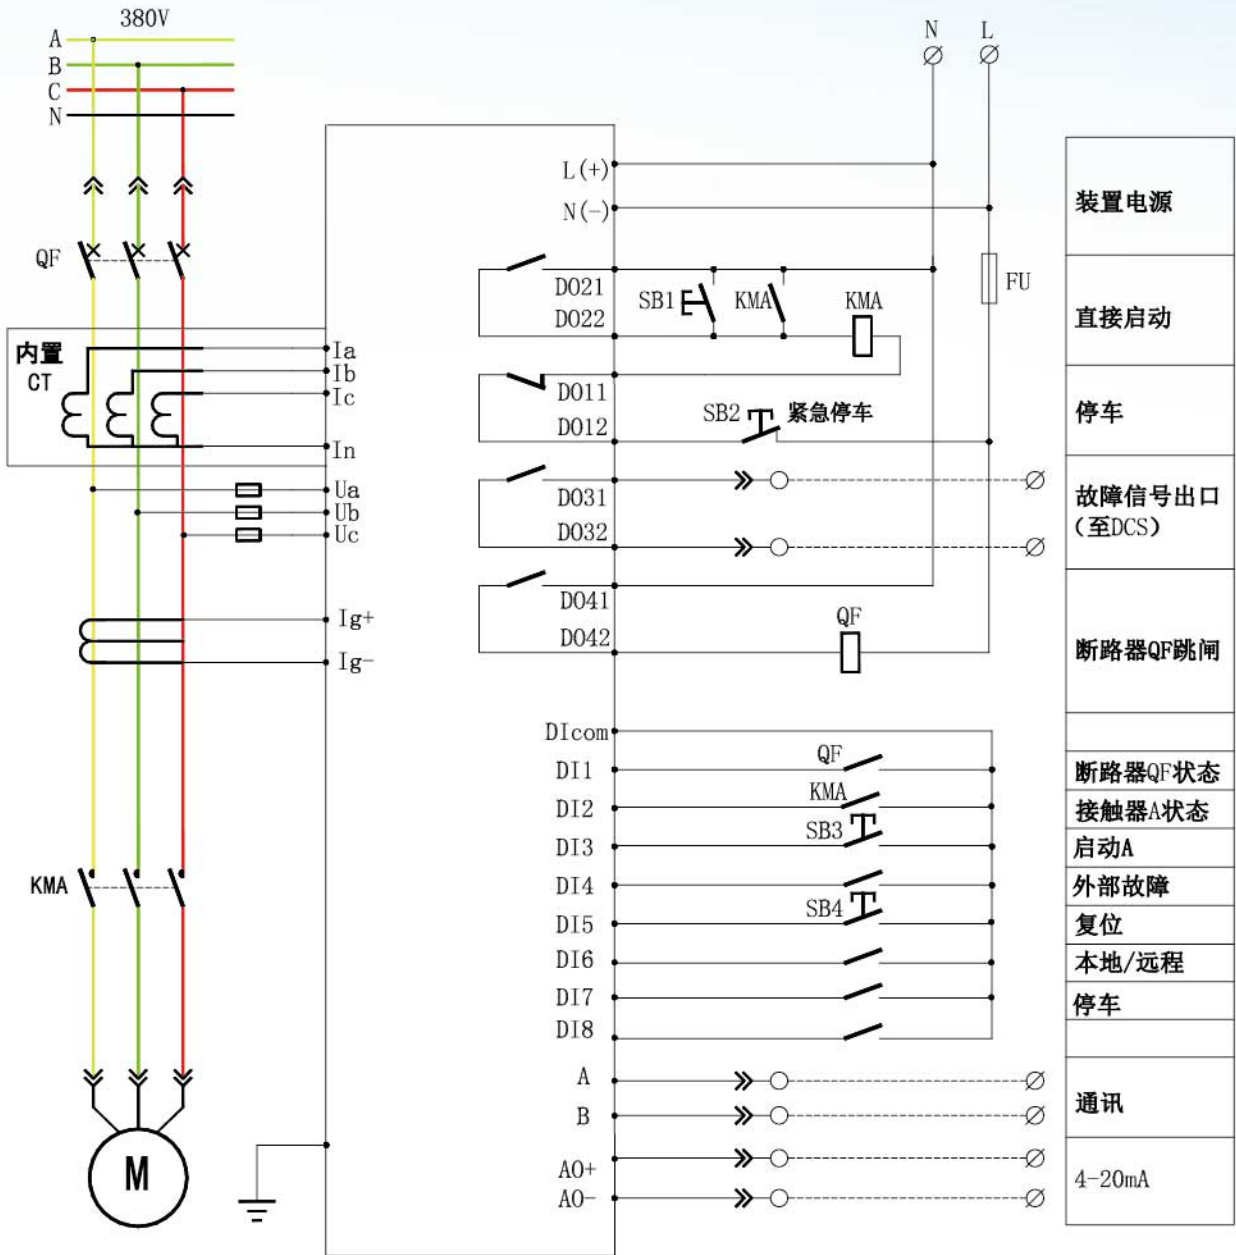 380V
A
B
C
N
QF
内置
CT
Ia
Ib
Ic
In
Ua
Ub
Uc
Ig+
Ig-
KMA
M
N
L
L(+)
N(-)
FU
DO21
DO22
SB1
KMA
KMA
DO11
DO12
SB2
紧急停车
DO31
DO32
DO41
DO42
QF
DIcom
DI1
QF
DI2
KMA
DI3
SB3
DI4
DI5
SB4
DI6
DI7
DI8
A
B
AO+
AO-
装置电源
直接启动
停车
故障信号出口
（至DCS）
断路器QF跳闸
断路器QF状态
接触器A状态
启动A
外部故障
复位
本地/远程
停车
通讯
4-20mA